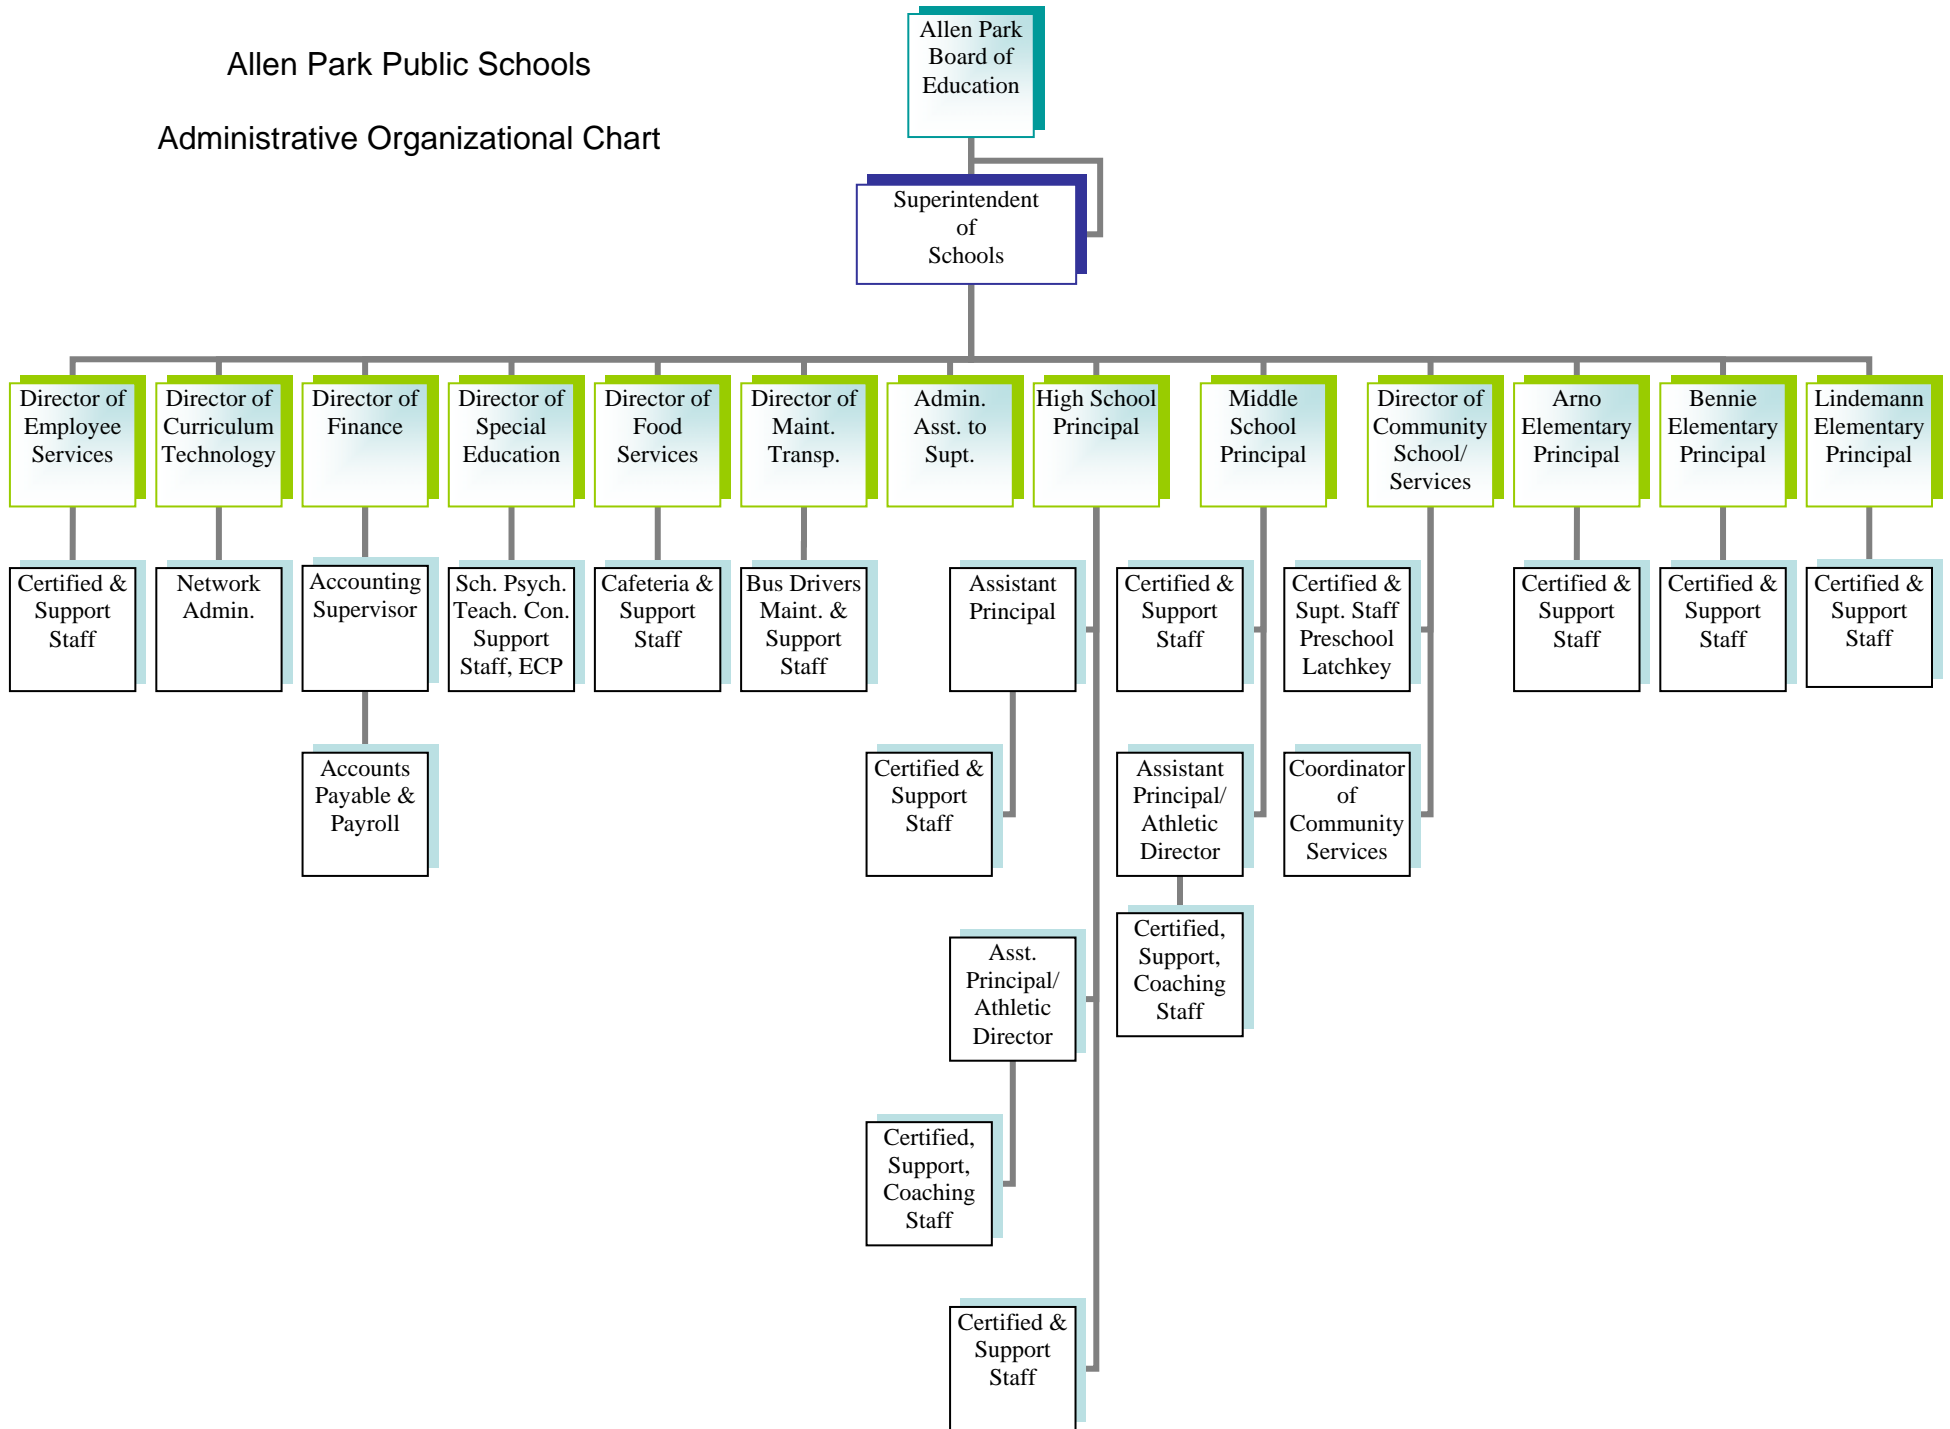 Allen Park Public Schools
Administrative Organizational Chart
Allen Park
Board of
Education
Superintendent
of
Schools
Director of
Employee
Services
Director of
Curriculum
Technology
Director of
Finance
Director of
Special
Education
Director of
Food
Services
Director of
Maint.
Transp.
Admin.
Asst. to
Supt.
High School
Principal
Middle
School
Principal
Director of
Community
School/
Services
Arno
Elementary
Principal
Bennie
Elementary
Principal
Lindemann
Elementary
Principal
Certified &
Support
Staff
Network
Admin.
Accounting
Supervisor
Sch. Psych.
Teach. Con.
Support
Staff, ECP
Cafeteria &
Support
Staff
Bus Drivers
Maint. &
Support
Staff
Assistant
Principal
Certified &
Support
Staff
Certified &
Supt. Staff
Preschool
Latchkey
Certified &
Support
Staff
Certified &
Support
Staff
Certified &
Support
Staff
Accounts
Payable &
Payroll
Certified &
Support
Staff
Assistant
Principal/
Athletic
Director
Coordinator
of
Community
Services
Asst.
Principal/
Athletic
Director
Certified,
Support,
Coaching
Staff
Certified,
Support,
Coaching
Staff
Certified &
Support
Staff